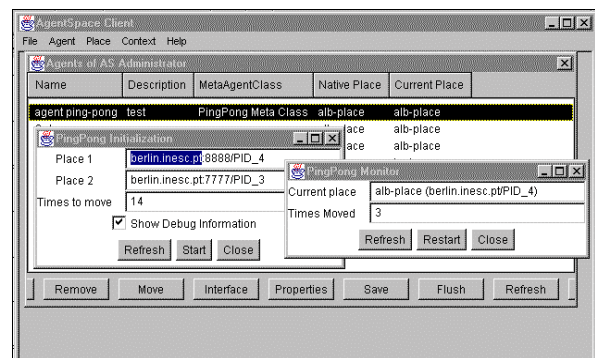 AgentSpace Client
File Agent Place Context Help
Agents of AS Administrator
Name Description MetaAgentClass Native Place Current Place
agent ping-pong test PingPong Meta Class alb-place alb-place
alb-place
alb-place
PingPong Initialization
Place 1 berlin.inesc.pt:8888/PID_4
Place 2 berlin.inesc.pt:7777/PID_3
Times to move 14
Show Debug Information
Refresh Start Close
PingPong Monitor
Current place alb-place (berlin.inesc.pt/PID_4)
Times Moved 3
Refresh Restart Close
Remove Move Interface Properties Save Flush Refresh